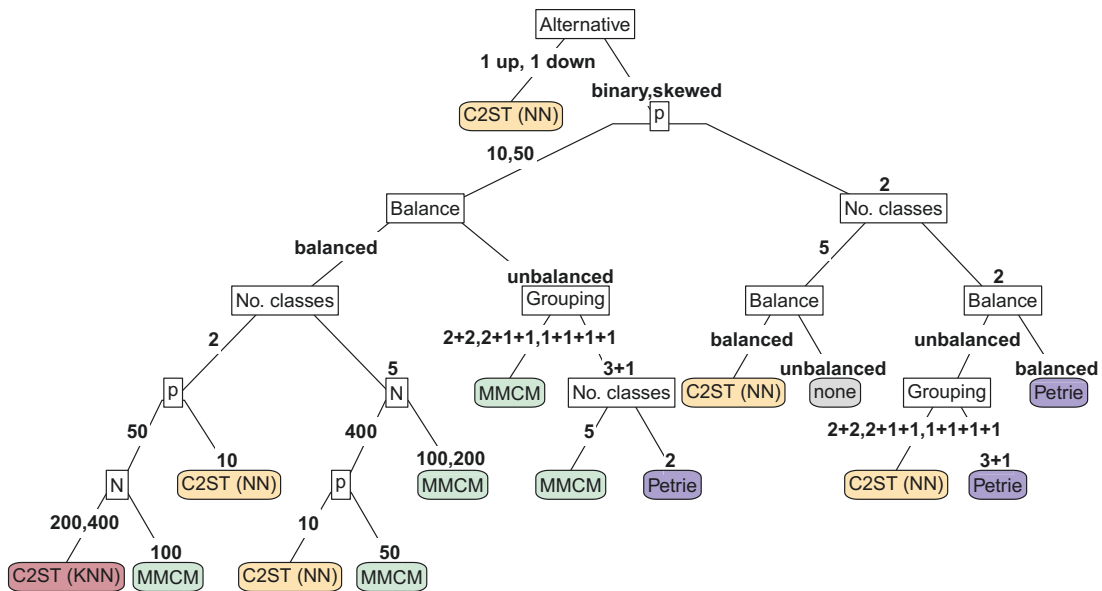 Alternative
1 up, 1 down
binary,skewed
C2ST (NN)
p
10,50
2
Balance
No. classes
balanced
5
unbalanced
2
No. classes
Grouping
Balance
Balance
2
2+2,2+1+1,1+1+1+1
balanced
unbalanced
unbalanced
balanced
5
3+1
p
N
MMCM
No. classes
C2ST (NN)
none
Grouping
Petrie
50
400
5
2+2,2+1+1,1+1+1+1
10
100,200
2
3+1
N
C2ST (NN)
p
MMCM
MMCM
Petrie
C2ST (NN)
Petrie
200,400
10
100
50
C2ST (KNN)
MMCM
C2ST (NN)
MMCM